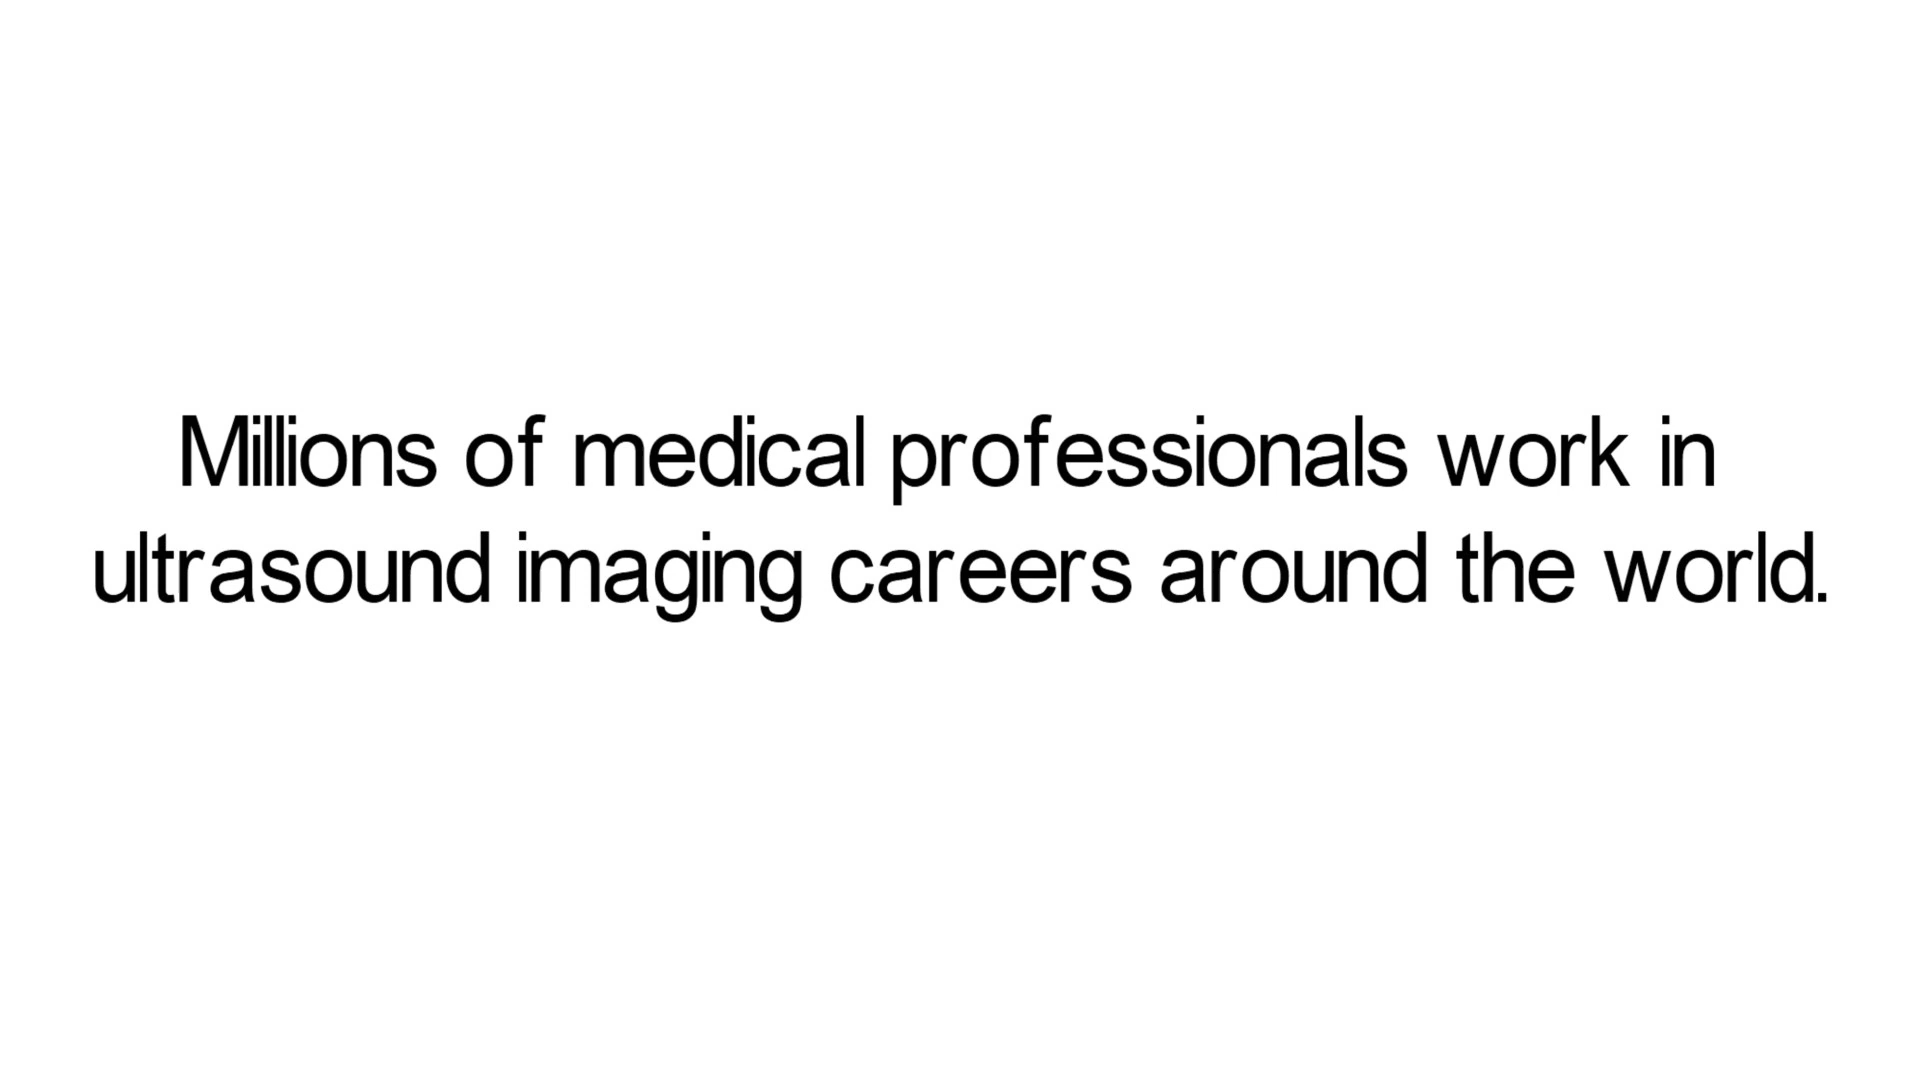 Millions of medical professionals work in
ultrasound imaging careers around the world.